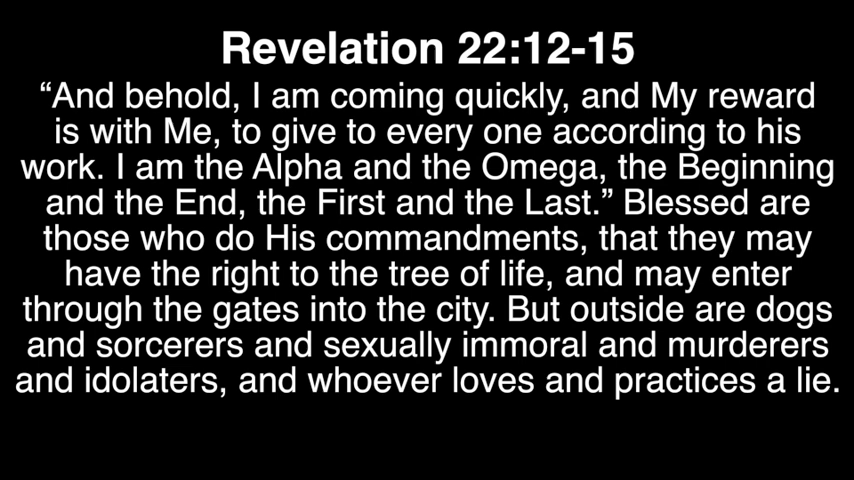 Revelation 22:12-15
“And behold, I am coming quickly, and My reward
is with Me, to give to every one according to his
work. I am the Alpha and the Omega, the Beginning
and the End, the First and the Last.” Blessed are
those who do His commandments, that they may
have the right to the tree of life, and may enter
through the gates into the city. But outside are dogs
and sorcerers and sexually immoral and murderers
and idolaters, and whoever loves and practices a lie.